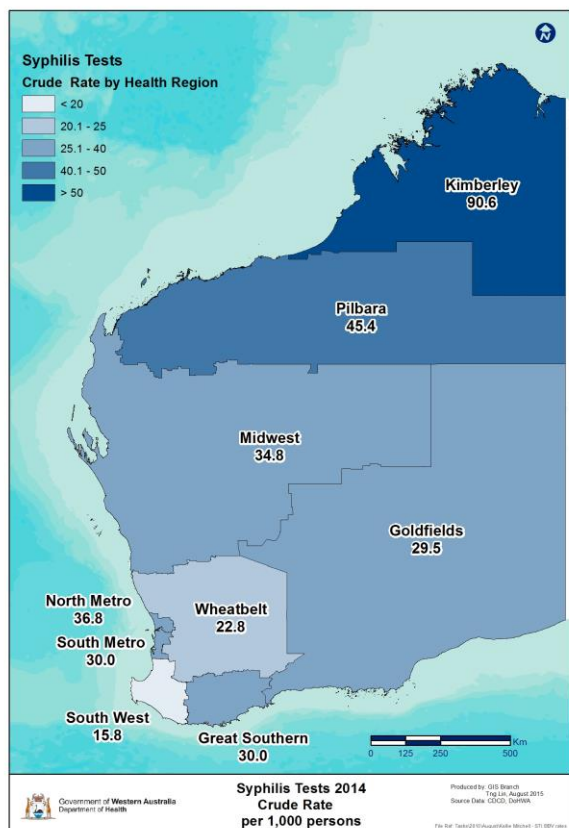 N
Syphilis Tests
Crude Rate by Health Region
< 20
20.1 - 25
25.1 - 40
40.1 - 50
> 50
Kimberley
90.6
Pilbara
45.4
Midwest
34.8
Goldfields
29.5
North Metro
36.8
Wheatbelt
22.8
South Metro
30.0
South West
15.8
Great Southern
30.0
Km
0 125 250 500
Government of Western Australia
Department of Health
Syphilis Tests 2014
Crude Rate
per 1,000 persons
Produced by: GIS Branch
Tng Lin, August 2015
Source Data: CDCD, DoHWA